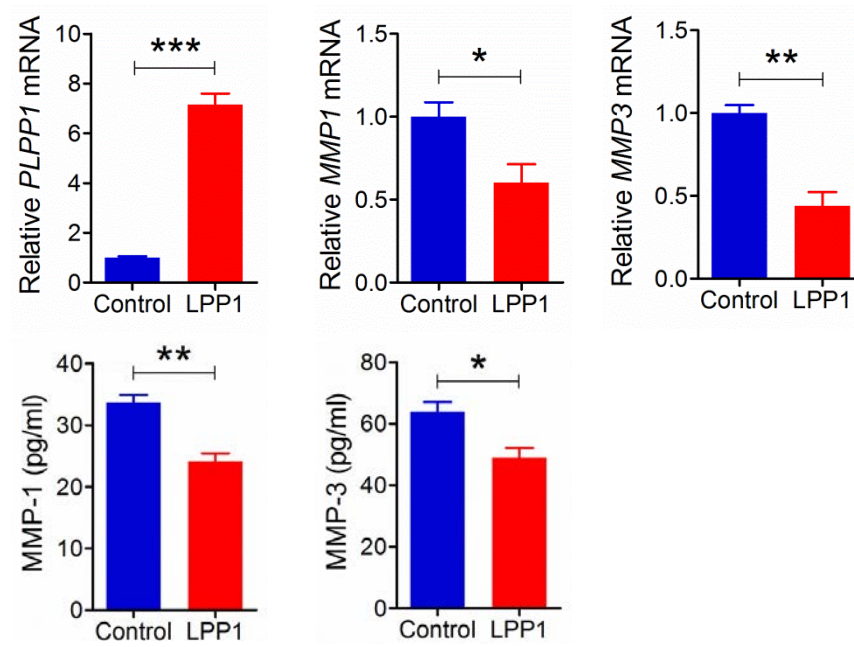 Relative PLPP1 mRNA
10
8
6
4
2
0
***
Control LPP1
Relative MMP1 mRNA
1.5
1.0
0.5
0.0
*
Control LPP1
Relative MMP3 mRNA
1.5
1.0
0.5
0.0
**
Control LPP1
MMP-1 (pg/ml)
40
30
20
10
0
**
Control LPP1
MMP-3 (pg/ml)
80
60
40
20
0
*
Control LPP1